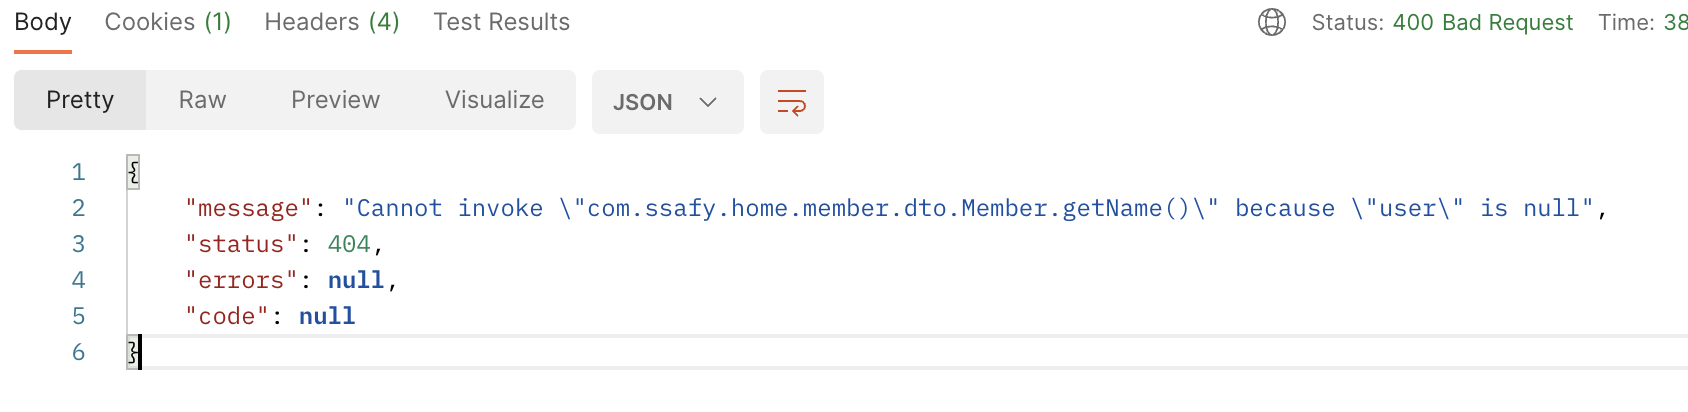 Body Cookies (1) Headers (4) Test Results Status: 400 Bad Request Time: 38
Pretty Raw Preview Visualize JSON
1 {
2 "message": "Cannot invoke \"com.ssafy.home.member.dto.Member.getName()\" because \"user\" is null",
3 "status": 404,
4 "errors": null,
5 "code": null
6 }